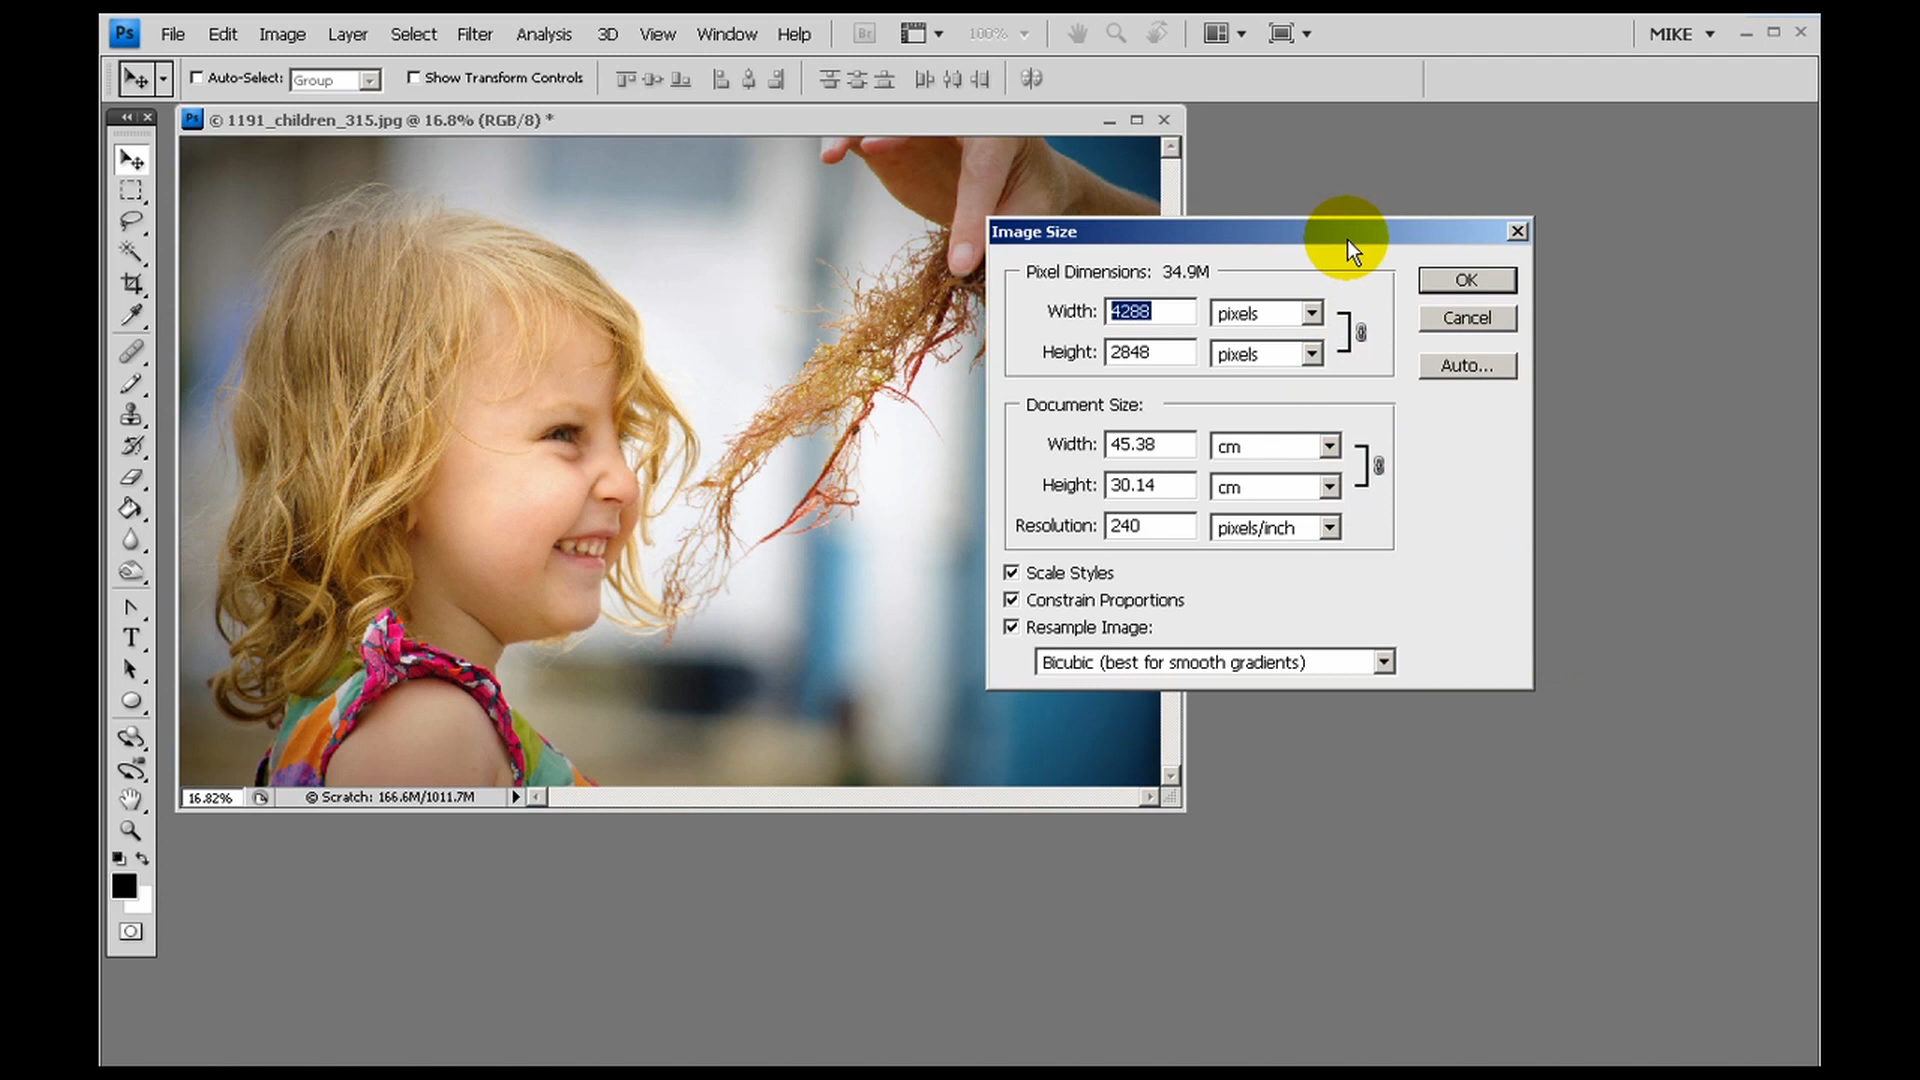 Ps File Edit Image Layer Select Filter Analysis 3D View Window Help Br 100% MIKE
Auto-Select: Group Show Transform Controls
Ps © 1191_children_315.jpg @ 16.8% (RGB/8) *
Image Size
Pixel Dimensions: 34.9M
Width: 4288 pixels
Height: 2848 pixels
OK
Cancel
Auto...
Document Size:
Width: 45.38 cm
Height: 30.14 cm
Resolution: 240 pixels/inch
Scale Styles
Constrain Proportions
Resample Image:
Bicubic (best for smooth gradients)
T
16.82% © Scratch: 166.6M/1011.7M